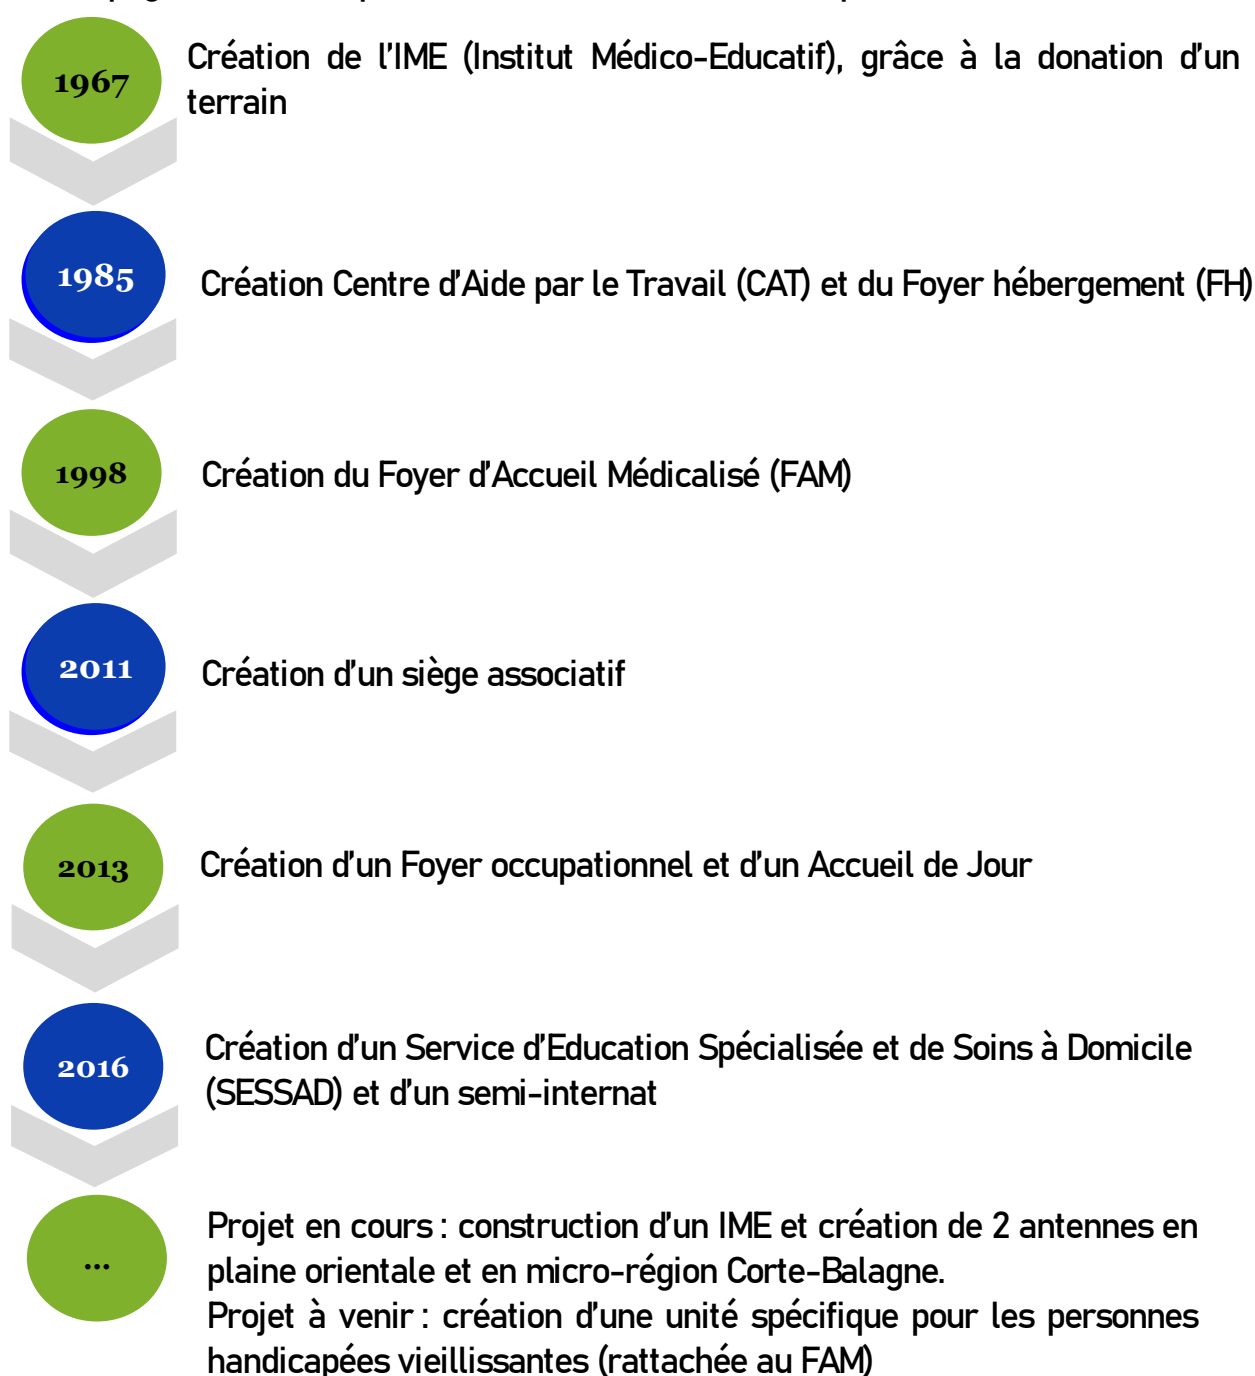 1967
Création de l'IME (Institut Médico-Educatif), grâce à la donation d'un
terrain
1985
Création Centre d'Aide par le Travail (CAT) et du Foyer hébergement (FH)
1998
Création du Foyer d'Accueil Médicalisé (FAM)
2011
Création d'un siège associatif
2013
Création d'un Foyer occupationnel et d'un Accueil de Jour
2016
Création d'un Service d'Education Spécialisée et de Soins à Domicile
(SESSAD) et d'un semi-internat
...
Projet en cours : construction d'un IME et création de 2 antennes en
plaine orientale et en micro-région Corte-Balagne.
Projet à venir : création d'une unité spécifique pour les personnes
handicapées vieillissantes (rattachée au FAM)